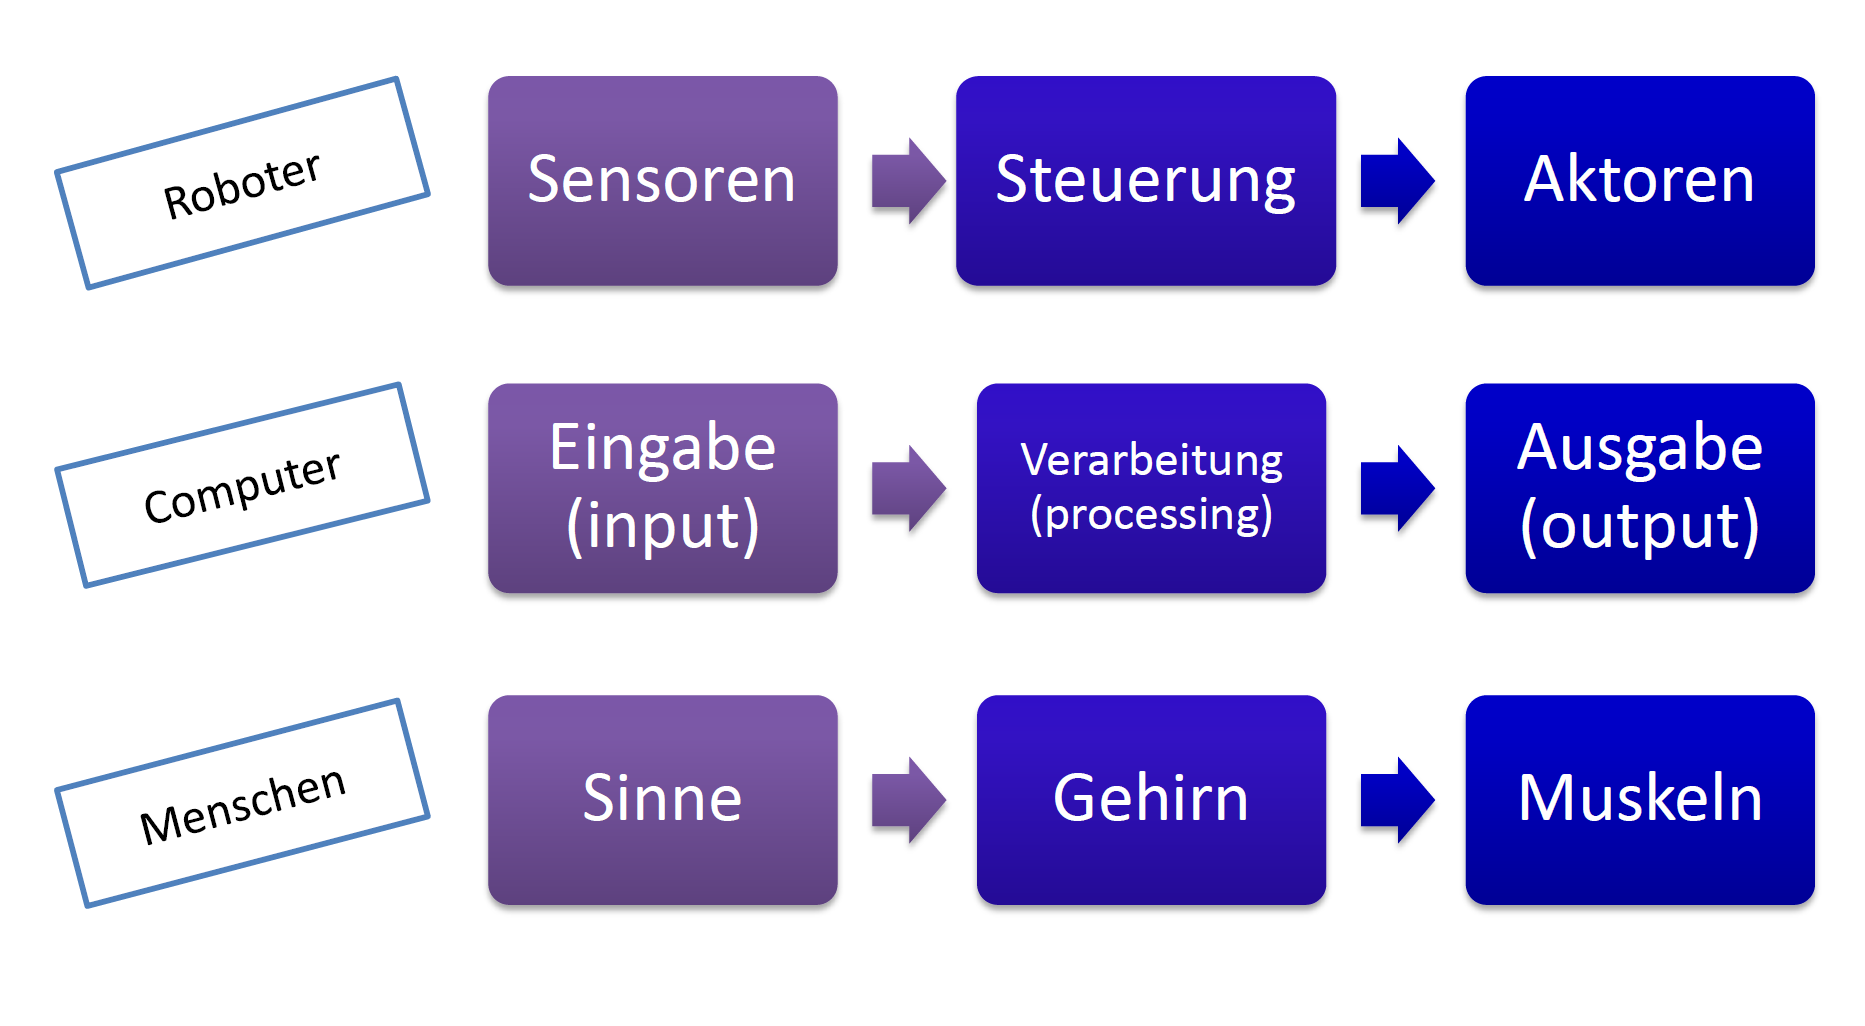 Roboter
Sensoren
Steuerung
Aktoren
Computer
Eingabe
(input)
Verarbeitung
(processing)
Ausgabe
(output)
Menschen
Sinne
Gehirn
Muskeln